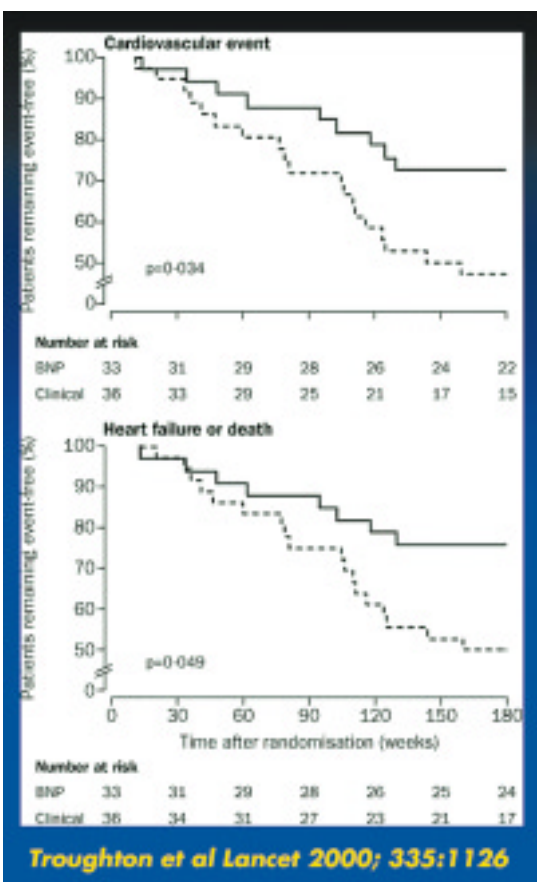 Cardiovascular event
Patients remaining event-free (%)
100
90
80
70
60
50
0
p=0·034
Number at risk
BNP 33 31 29 28 26 24 22
Clinical 36 33 29 25 21 17 15
Heart failure or death
Patients remaining event-free (%)
100
90
80
70
60
50
0
p=0·049
0 30 60 90 120 150 180
Time after randomisation (weeks)
Number at risk
BNP 33 31 29 28 26 25 24
Clinical 36 34 31 27 23 21 17
Troughton et al Lancet 2000; 335:1126